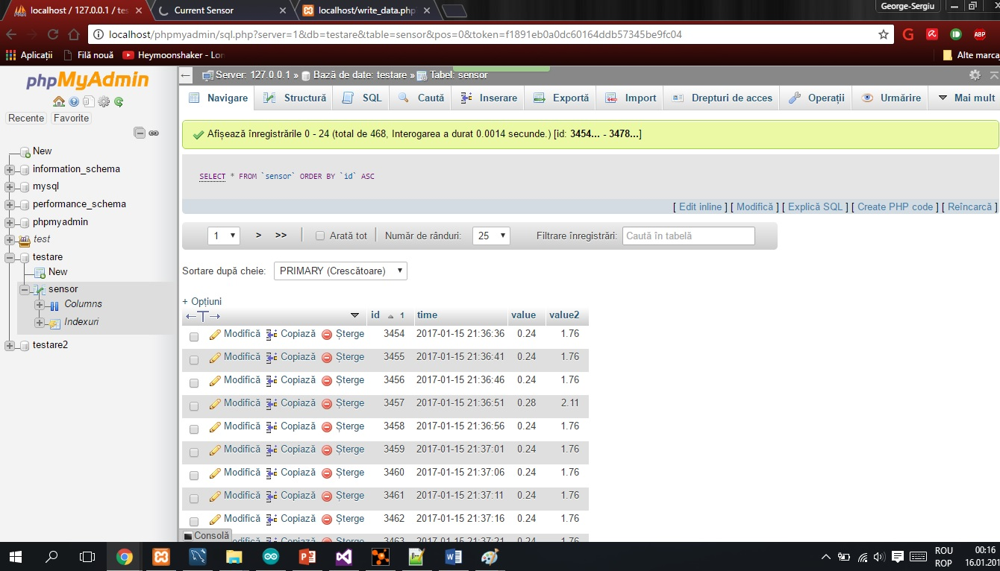 localhost / 127.0.0.1 / tes
Current Sensor
localhost/write_data.php
George-Sergiu
localhost/phpmyadmin/sql.php?server=1&db=testare&table=sensor&pos=0&token=f1891eb0a0dc60164ddb57345be9fc04
G
ABP
Aplicații
Filă nouă
Heymoonshaker - Lon
Alte marca
phpMyAdmin
Recente
Favorite
New
information_schema
mysql
performance_schema
phpmyadmin
test
testare
New
sensor
Columns
Indexuri
testare2
Server: 127.0.0.1 » Bază de date: testare » Tabel: sensor
Navigare Structură SQL Caută Inserare Exportă Import Drepturi de acces Operații Urmărire Mai mult
Afișează înregistrările 0 - 24 (total de 468, Interogarea a durat 0.0014 secunde.) [id: 3454... - 3478...]
SELECT * FROM `sensor` ORDER BY `id` ASC
[ Edit inline ] [ Modifică ] [ Explică SQL ] [ Create PHP code ] [ Reîncarcă ]
1 > >> Arată tot Număr de rânduri: 25 Filtrare înregistrări: Caută în tabelă
Sortare după cheie: PRIMARY (Crescătoare)
+ Opțiuni
←T→ id 1 time value value2
Modifică Copiază Șterge 3454 2017-01-15 21:36:36 0.24 1.76
Modifică Copiază Șterge 3455 2017-01-15 21:36:41 0.24 1.76
Modifică Copiază Șterge 3456 2017-01-15 21:36:46 0.24 1.76
Modifică Copiază Șterge 3457 2017-01-15 21:36:51 0.28 2.11
Modifică Copiază Șterge 3458 2017-01-15 21:36:56 0.24 1.76
Modifică Copiază Șterge 3459 2017-01-15 21:37:01 0.24 1.76
Modifică Copiază Șterge 3460 2017-01-15 21:37:06 0.24 1.76
Modifică Copiază Șterge 3461 2017-01-15 21:37:11 0.24 1.76
Modifică Copiază Șterge 3462 2017-01-15 21:37:16 0.24 1.76
Modifică Copiază Șterge 3463 2017-01-15 21:37:21 0.24 1.76
Consolă
ROU
ROP
00:16
16.01.201